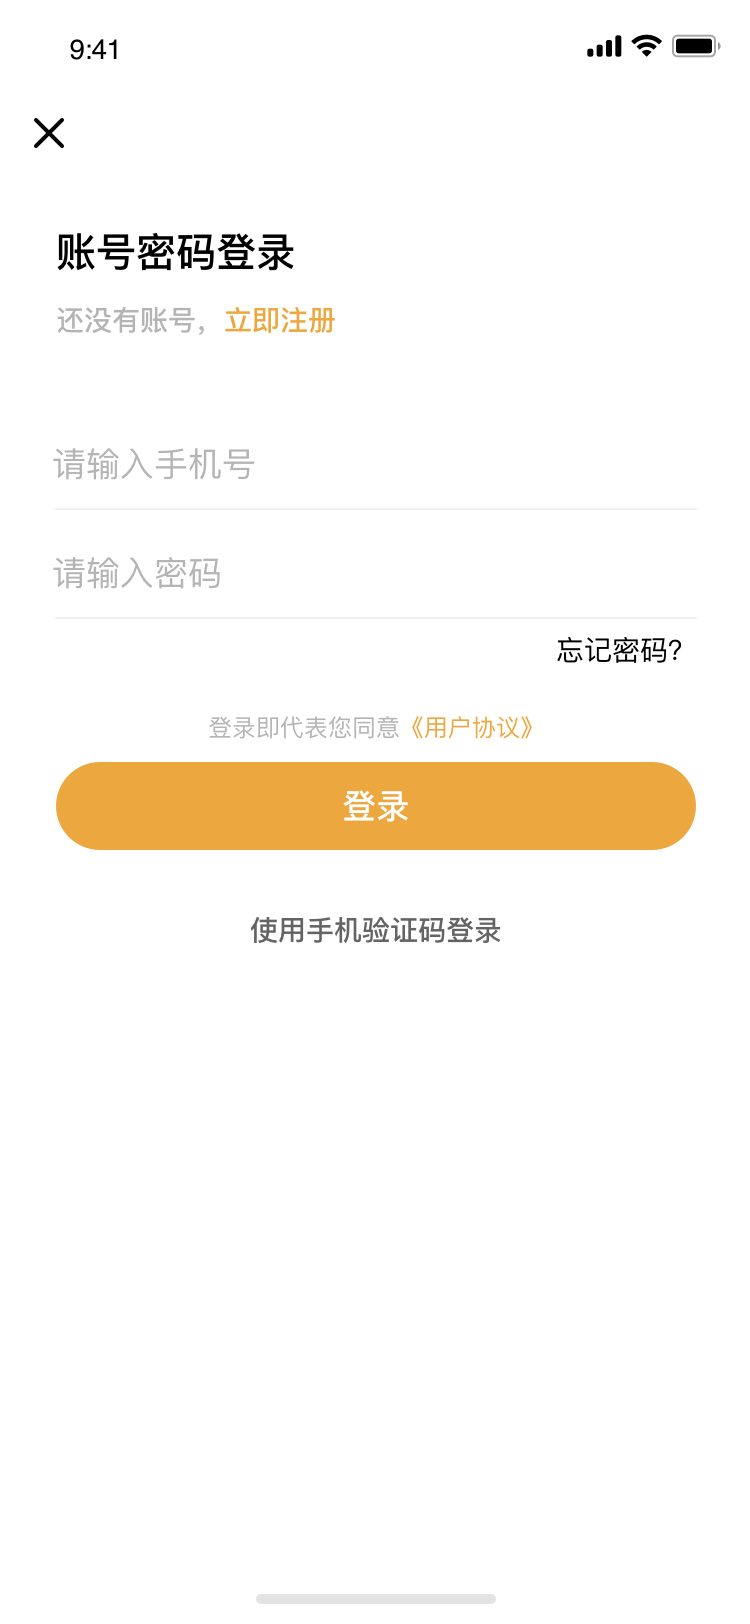 9:41
账号密码登录
还没有账号，立即注册
请输入手机号
请输入密码
忘记密码?
登录即代表您同意《用户协议》
登录
使用手机验证码登录